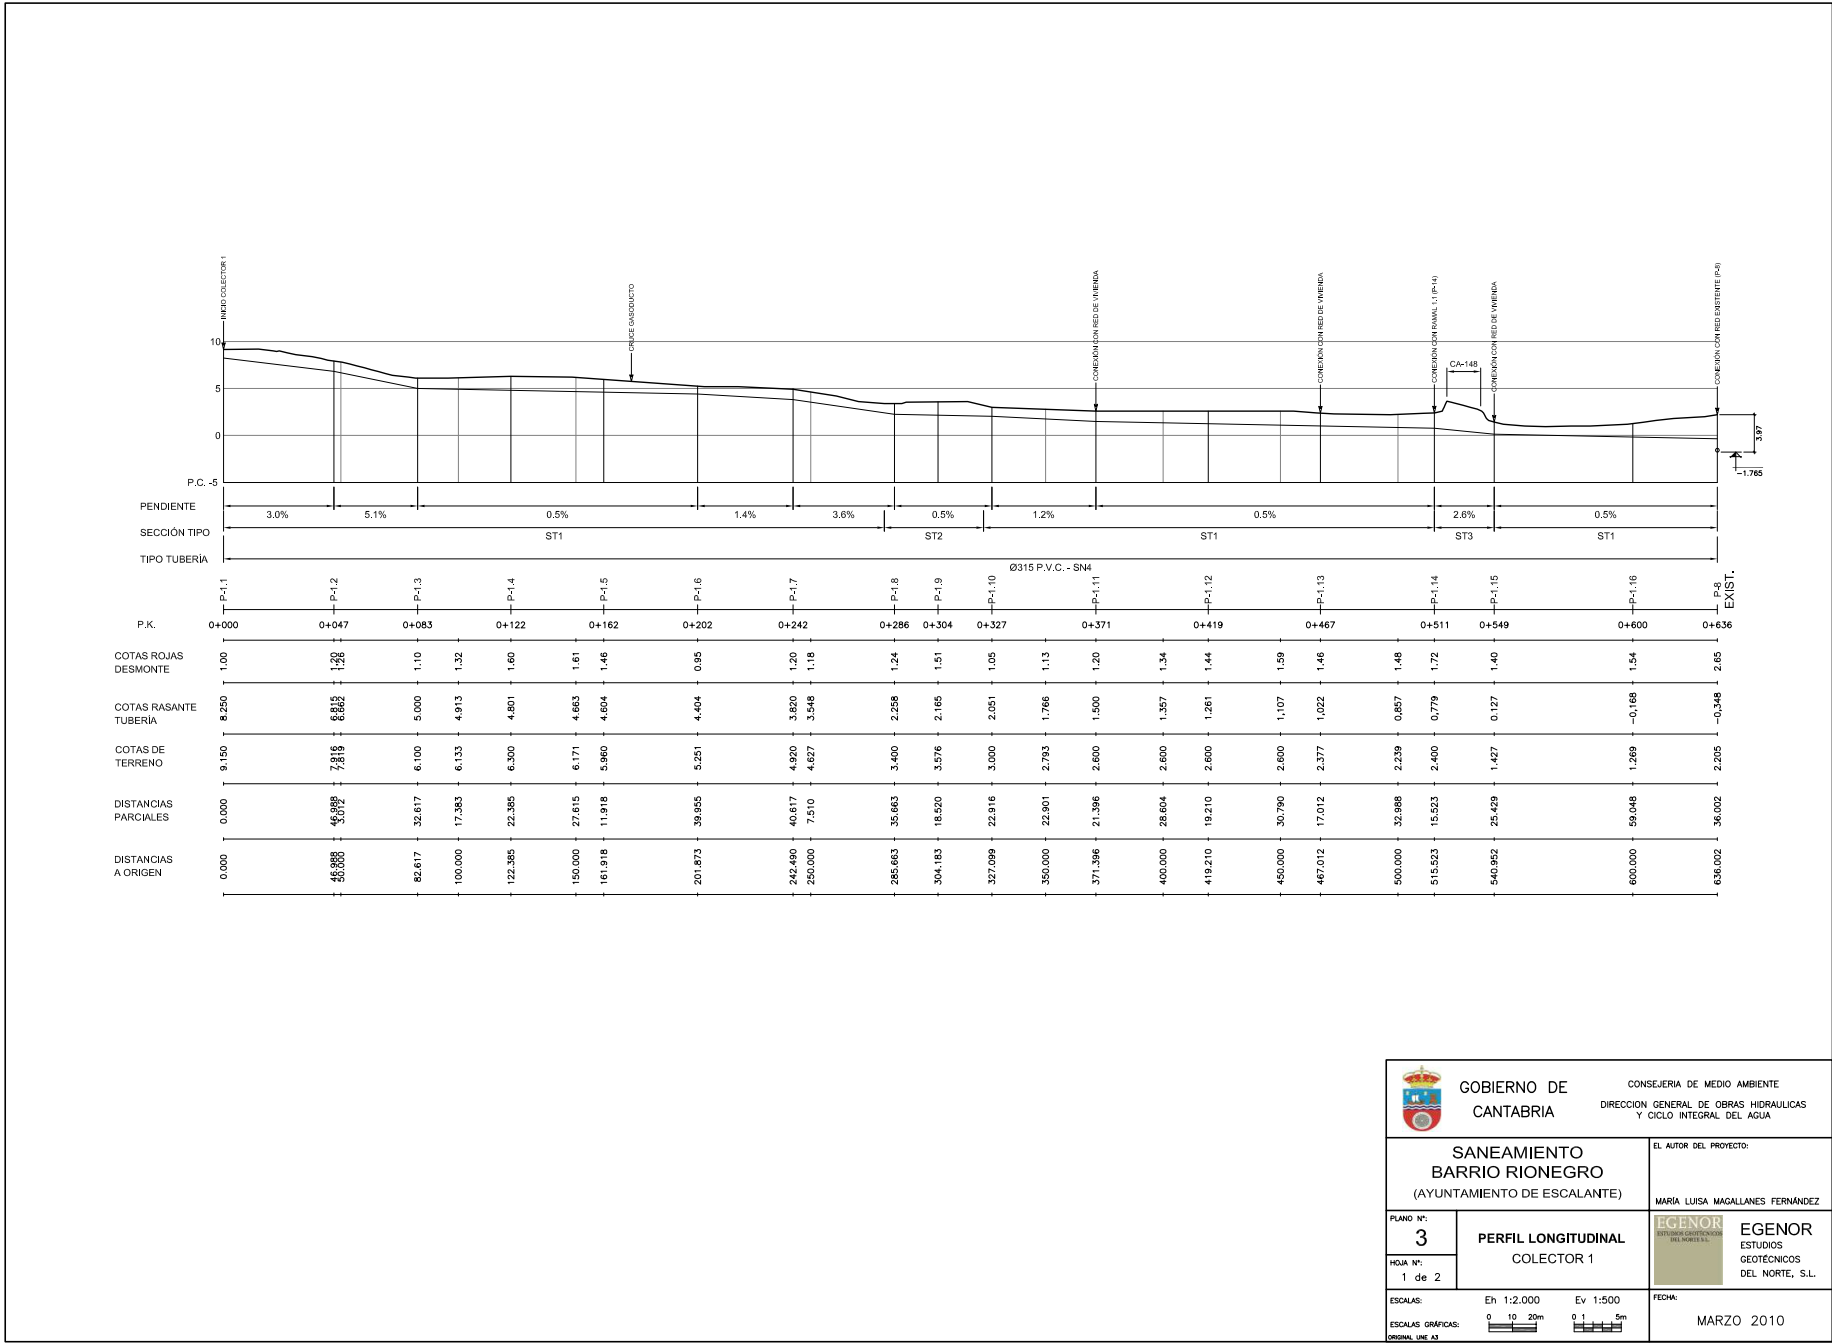 INICIO COLECTOR 1
CRUCE GASODUCTO
CONEXIÓN CON RED DE VIVIENDA
CONEXIÓN CON RED DE VIVIENDA
CONEXIÓN CON RAMAL 1.1 (P-14)
CA-148
CONEXIÓN CON RED DE VIVIENDA
CONEXIÓN CON RED EXISTENTE (P-8)
10
5
0
P.C. -5
3.97
-1.765
PENDIENTE 3.0% 5.1% 0.5% 1.4% 3.6% 0.5% 1.2% 0.5% 2.6% 0.5%
SECCIÓN TIPO ST1 ST2 ST1 ST3 ST1
TIPO TUBERÍA Ø315 P.V.C. - SN4
P-1.1 P-1.2 P-1.3 P-1.4 P-1.5 P-1.6 P-1.7 P-1.8 P-1.9 P-1.10 P-1.11 P-1.12 P-1.13 P-1.14 P-1.15 P-1.16 P-8 EXIST.
P.K. 0+000 0+047 0+083 0+122 0+162 0+202 0+242 0+286 0+304 0+327 0+371 0+419 0+467 0+511 0+549 0+600 0+636
COTAS ROJAS
DESMONTE
1.00 1.20 1.26 1.10 1.32 1.60 1.61 1.46 0.95 1.20 1.18 1.24 1.51 1.05 1.13 1.20 1.34 1.44 1.59 1.46 1.48 1.72 1.40 1.54 2.65
COTAS RASANTE
TUBERÍA
8.250 6.815 6.662 5.000 4.913 4.801 4.663 4.604 4.404 3.820 3.548 2.258 2.165 2.051 1.766 1.500 1.357 1.261 1,107 1,022 0,857 0,779 0.127 -0,168 -0,348
COTAS DE
TERRENO
9.150 7.916 7.819 6.100 6.133 6.300 6.171 5.960 5.251 4.920 4.627 3.400 3.576 3.000 2.793 2.600 2.600 2.600 2.600 2.377 2.239 2.400 1.427 1.269 2.205
DISTANCIAS
PARCIALES
0.000 46.988 3.012 32.617 17.383 22.385 27.615 11.918 39.955 40.617 7.510 35.663 18.520 22.916 22.901 21.396 28.604 19.210 30.790 17.012 32.988 15.523 25.429 59.048 36.002
DISTANCIAS
A ORIGEN
0.000 46.988 50.000 82.617 100.000 122.385 150.000 161.918 201.873 242.490 250.000 285.663 304.183 327.099 350.000 371.396 400.000 419.210 450.000 467.012 500.000 515.523 540.952 600.000 636.002
GOBIERNO DE
CANTABRIA
CONSEJERIA DE MEDIO AMBIENTE
DIRECCION GENERAL DE OBRAS HIDRAULICAS
Y CICLO INTEGRAL DEL AGUA
SANEAMIENTO
BARRIO RIONEGRO
(AYUNTAMIENTO DE ESCALANTE)
EL AUTOR DEL PROYECTO:
MARÍA LUISA MAGALLANES FERNÁNDEZ
PLANO Nº:
3
HOJA Nº:
1 de 2
PERFIL LONGITUDINAL
COLECTOR 1
EGENOR
ESTUDIOS GEOTÉCNICOS
DEL NORTE S.L.
EGENOR
ESTUDIOS
GEOTÉCNICOS
DEL NORTE, S.L.
ESCALAS: Eh 1:2.000 Ev 1:500
ESCALAS GRÁFICAS: 0 10 20m 0 1 5m
ORIGINAL UNE A3
FECHA:
MARZO 2010